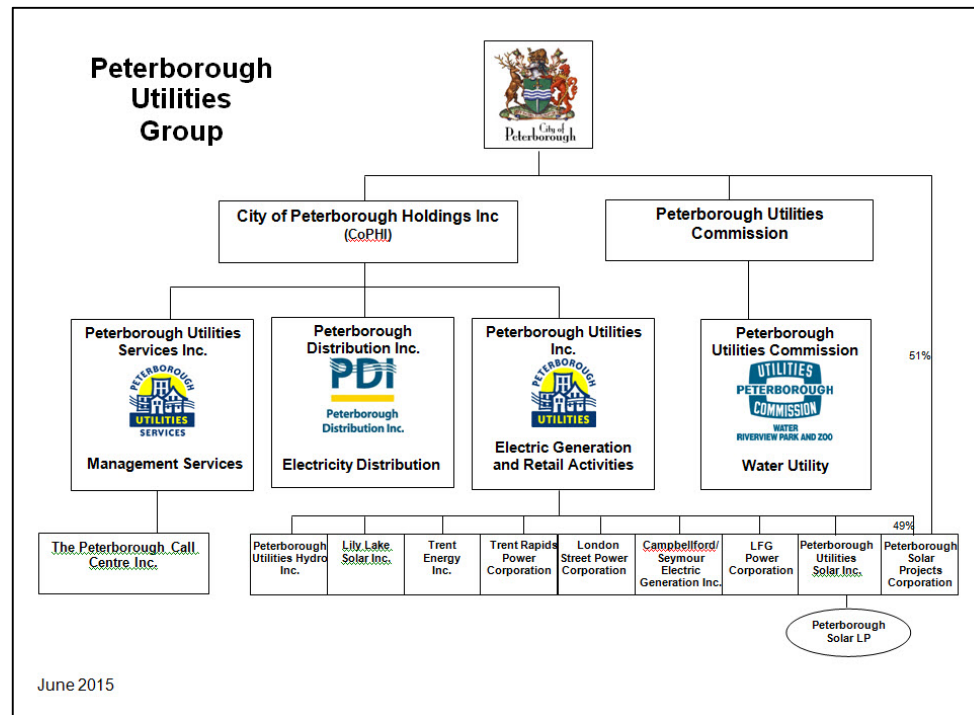 Peterborough
Utilities
Group
City of
Peterborough
City of Peterborough Holdings Inc
(CoPHI)
Peterborough Utilities
Commission
Peterborough Utilities
Services Inc.
PETERBOROUGH
UTILITIES
SERVICES
Management Services
Peterborough
Distribution Inc.
PDI
Peterborough
Distribution Inc.
Electricity Distribution
Peterborough Utilities
Inc.
PETERBOROUGH
UTILITIES
Electric Generation
and Retail Activities
Peterborough
Utilities Commission
UTILITIES
PETERBOROUGH
COMMISSION
WATER
RIVERVIEW PARK AND ZOO
Water Utility
51%
49%
The Peterborough Call
Centre Inc.
Peterborough
Utilities Hydro
Inc.
Lily Lake
Solar Inc.
Trent
Energy
Inc.
Trent Rapids
Power
Corporation
London
Street Power
Corporation
Campbellford/
Seymour
Electric
Generation Inc.
LFG
Power
Corporation
Peterborough
Utilities
Solar Inc.
Peterborough
Solar
Projects
Corporation
Peterborough
Solar LP
June 2015